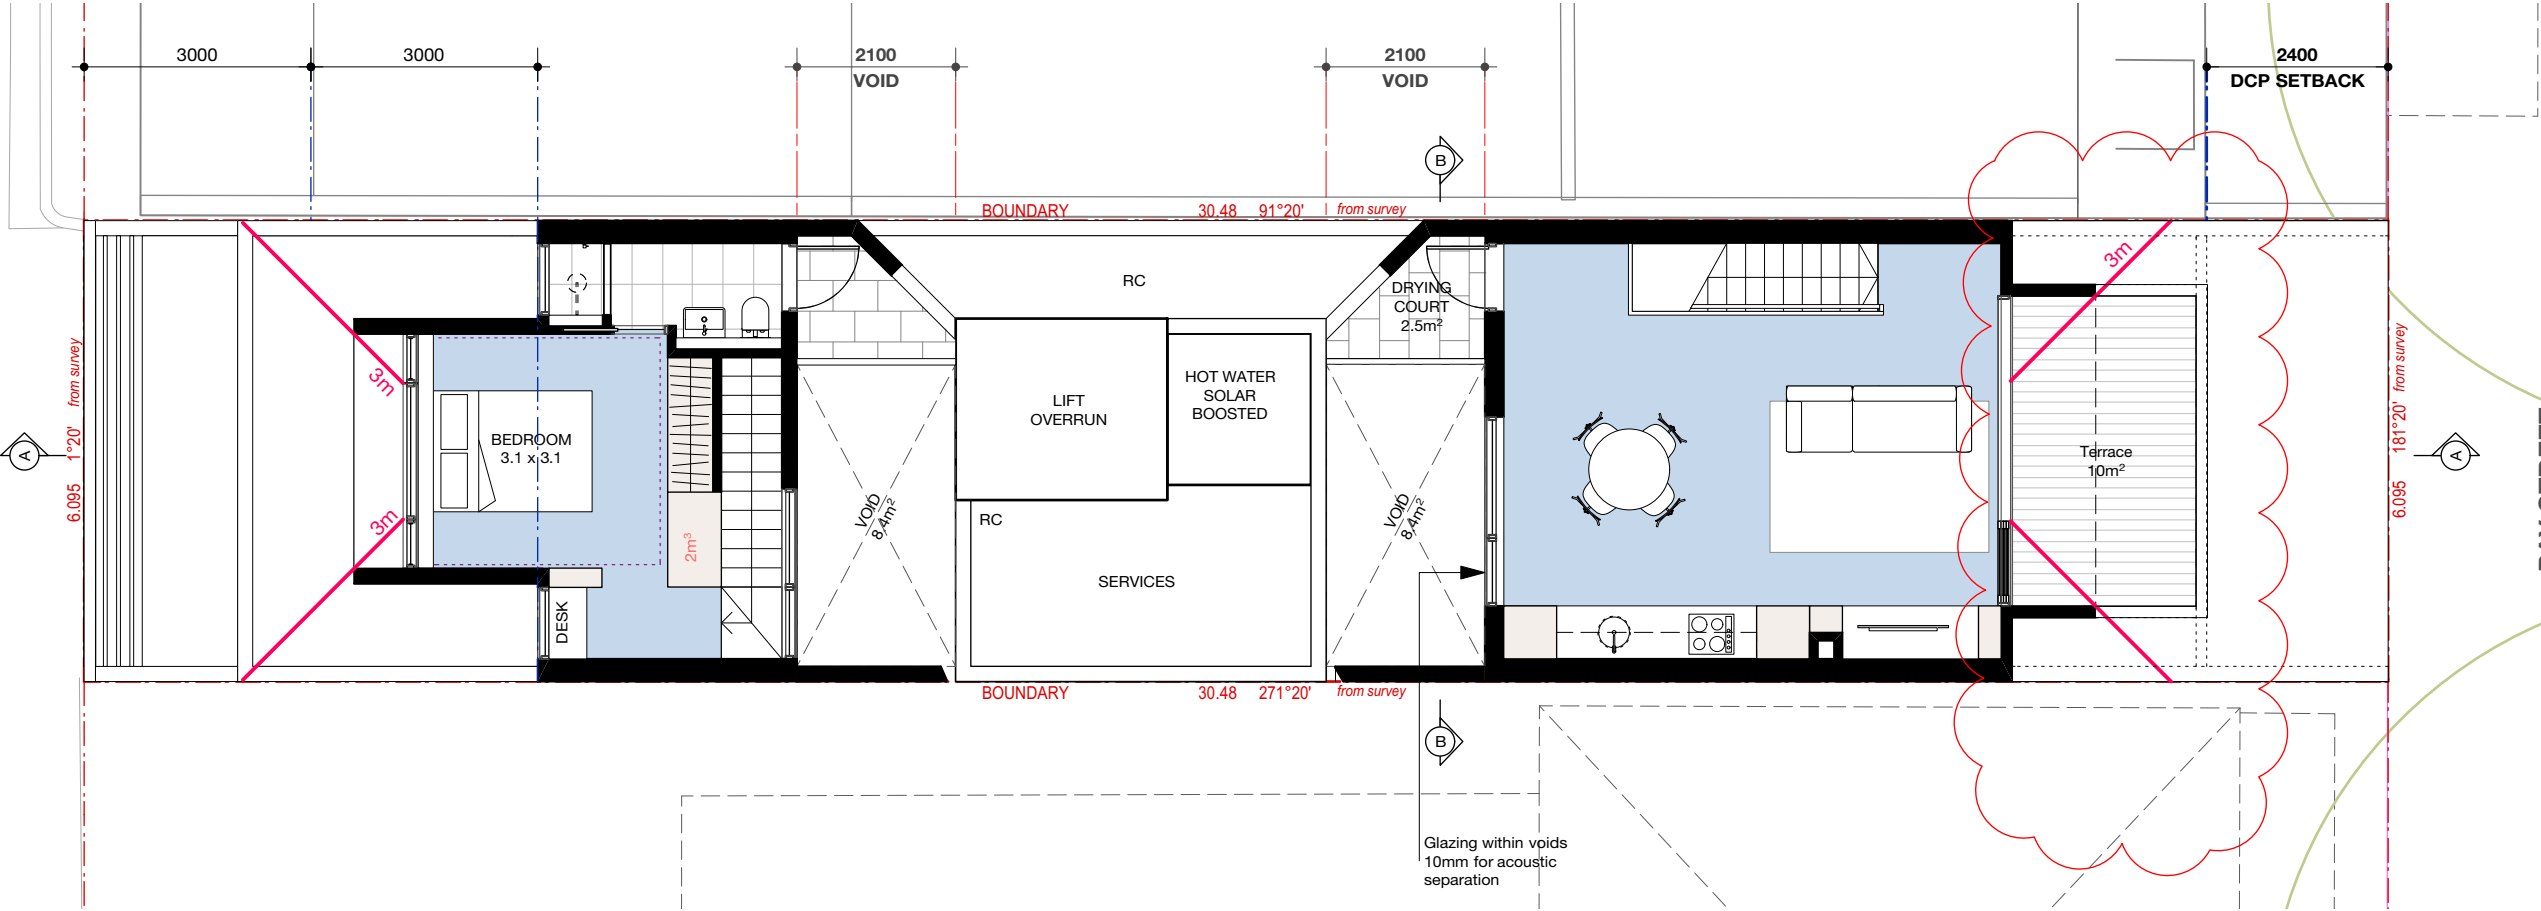 3000
3000
2100
VOID
2100
VOID
2400
DCP SETBACK
B
BOUNDARY 30.48 91°20' from survey
3m
RC
DRYING
COURT
2.5m²
3m
LIFT
OVERRUN
HOT WATER
SOLAR
BOOSTED
BEDROOM
3.1 x 3.1
A
6.095 1°20' from survey
Terrace
10m²
A
6.095 181°20' from survey
3m
VOID
8.4m²
VOID
8.4m²
RC
2m³
SERVICES
DESK
BOUNDARY 30.48 271°20' from survey
B
Glazing within voids
10mm for acoustic
separation